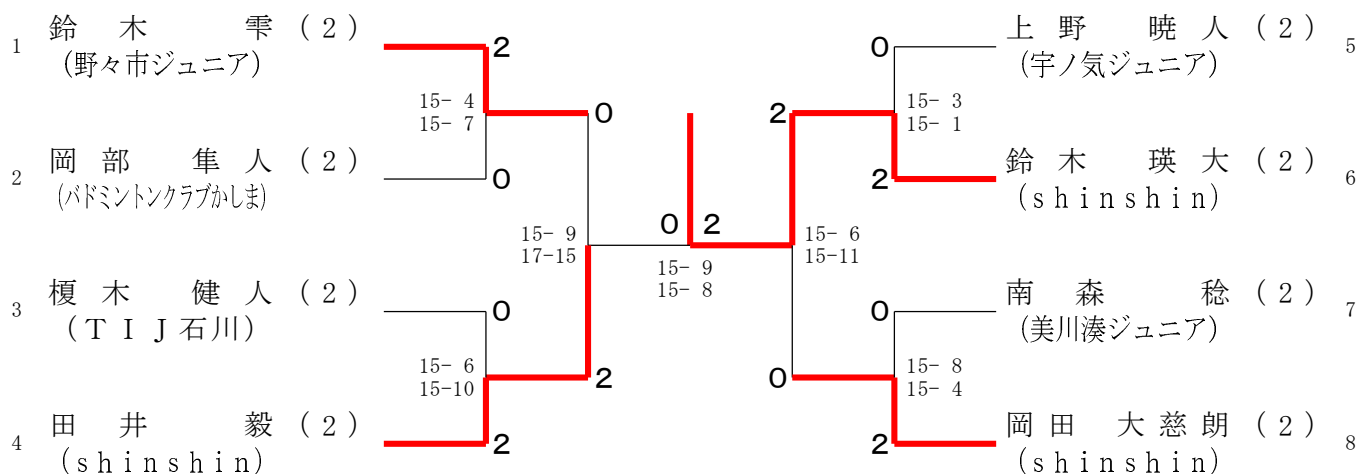 1 鈴木 雫 (2)
(野々市ジュニア)
2
15- 4
15- 7
0
2 岡部 隼人 (2)
(バドミントンクラブかしま)
0
15- 9
17-15
3 榎木 健人 (2)
(TIJ石川)
0
15- 6
15-10
2
4 田井 毅 (2)
(shinshin)
2
0 2
15- 9
15- 8
上野 暁人 (2) 5
(宇ノ気ジュニア)
0
15- 3
15- 1
2
鈴木 瑛大 (2) 6
(shinshin)
2
15- 6
15-11
南森 稔 (2) 7
(美川湊ジュニア)
0
15- 8
15- 4
0
岡田 大慈朗 (2) 8
(shinshin)
2